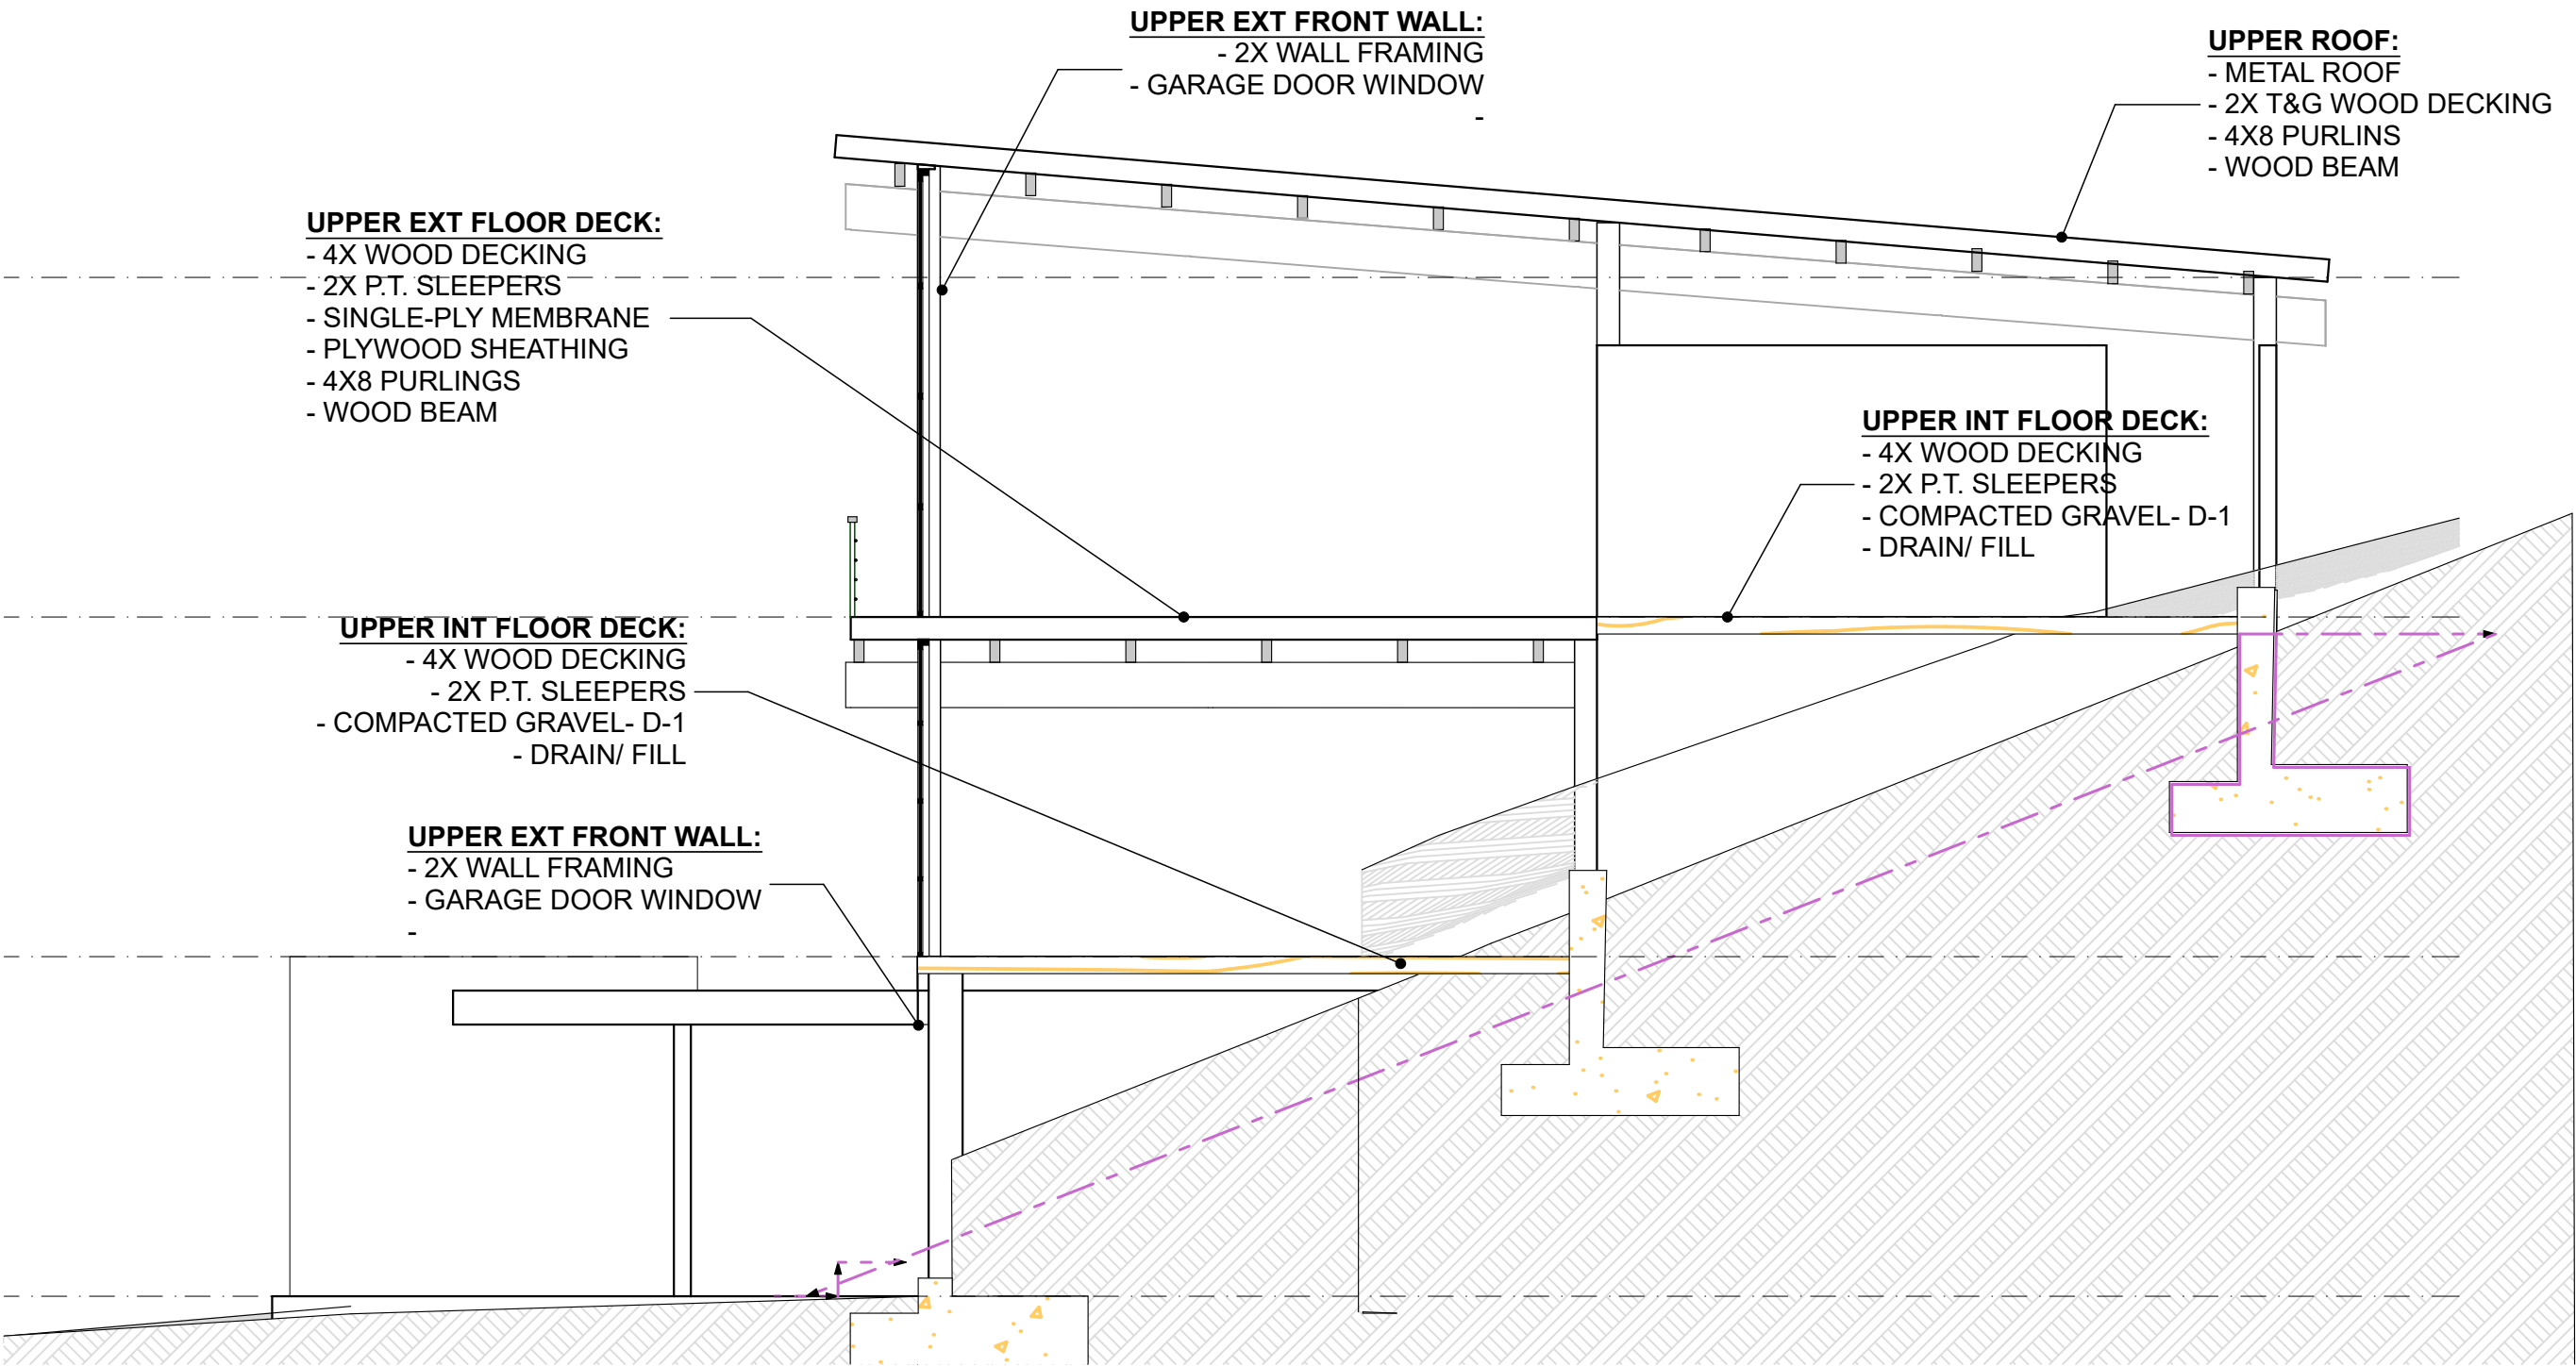 UPPER EXT FRONT WALL:
- 2X WALL FRAMING
- GARAGE DOOR WINDOW
-
UPPER ROOF:
- METAL ROOF
- 2X T&G WOOD DECKING
- 4X8 PURLINS
- WOOD BEAM
UPPER EXT FLOOR DECK:
- 4X WOOD DECKING
- 2X P.T. SLEEPERS
- SINGLE-PLY MEMBRANE
- PLYWOOD SHEATHING
- 4X8 PURLINGS
- WOOD BEAM
UPPER INT FLOOR DECK:
- 4X WOOD DECKING
- 2X P.T. SLEEPERS
- COMPACTED GRAVEL- D-1
- DRAIN/ FILL
UPPER INT FLOOR DECK:
- 4X WOOD DECKING
- 2X P.T. SLEEPERS
- COMPACTED GRAVEL- D-1
- DRAIN/ FILL
UPPER EXT FRONT WALL:
- 2X WALL FRAMING
- GARAGE DOOR WINDOW
-